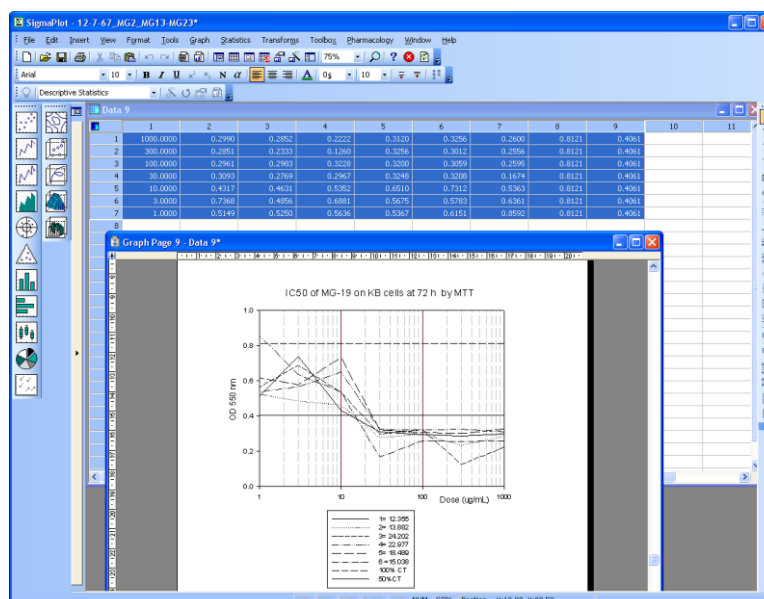 SigmaPlot - 12-7-67_MG2_MG13-MG23*
File Edit Insert View Format Tools Graph Statistics Transforms Toolbox Pharmacology Window Help
75%
Arial 10 B I U N α A 0s 10
Descriptive Statistics
Data 9
1 2 3 4 5 6 7 8 9 10 11
1 1000.0000 0.2990 0.2852 0.2222 0.3120 0.3256 0.2600 0.8121 0.4061
2 300.0000 0.2851 0.2333 0.1260 0.3256 0.3012 0.2556 0.8121 0.4061
3 100.0000 0.2961 0.2983 0.3228 0.3200 0.3059 0.2595 0.8121 0.4061
4 30.0000 0.3093 0.2769 0.2967 0.3248 0.3208 0.1674 0.8121 0.4061
5 10.0000 0.4317 0.4631 0.5352 0.6510 0.7312 0.5363 0.8121 0.4061
6 3.0000 0.7368 0.4856 0.6881 0.5675 0.5783 0.6361 0.8121 0.4061
7 1.0000 0.5149 0.5250 0.5636 0.5367 0.6151 0.8592 0.8121 0.4061
8
Graph Page 9 - Data 9*
IC50 of MG-19 on KB cells at 72 h by MTT
1.0
0.8
0.6
0.4
0.2
0.0
OD 550 nm
1 10 100 1000
Dose (ug/mL)
1= 12.355
2= 13.882
3= 24.202
4= 22.977
5= 18.489
6 =15.038
100% CT
50%CT